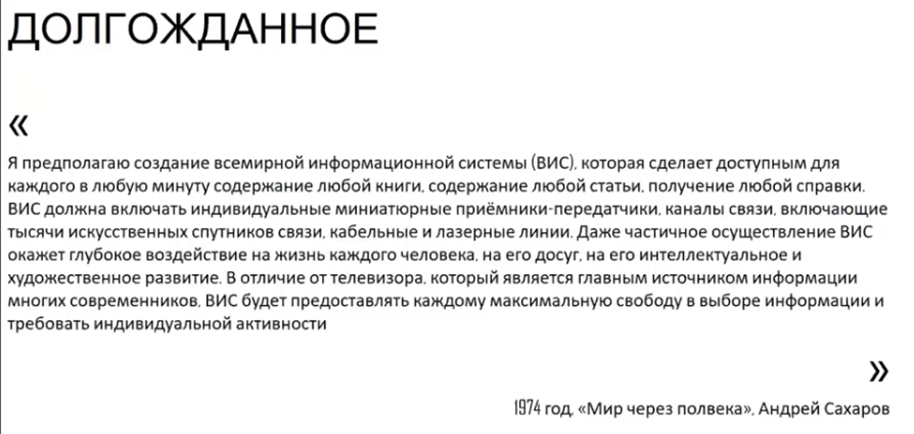 ДОЛГОЖДАННОЕ
«
Я предполагаю создание всемирной информационной системы (ВИС), которая сделает доступным для
каждого в любую минуту содержание любой книги, содержание любой статьи, получение любой справки.
ВИС должна включать индивидуальные миниатюрные приёмники-передатчики, каналы связи, включающие
тысячи искусственных спутников связи, кабельные и лазерные линии. Даже частичное осуществление ВИС
окажет глубокое воздействие на жизнь каждого человека, на его досуг, на его интеллектуальное и
художественное развитие. В отличие от телевизора, который является главным источником информации
многих современников, ВИС будет предоставлять каждому максимальную свободу в выборе информации и
требовать индивидуальной активности
»
1974 год, «Мир через полвека», Андрей Сахаров